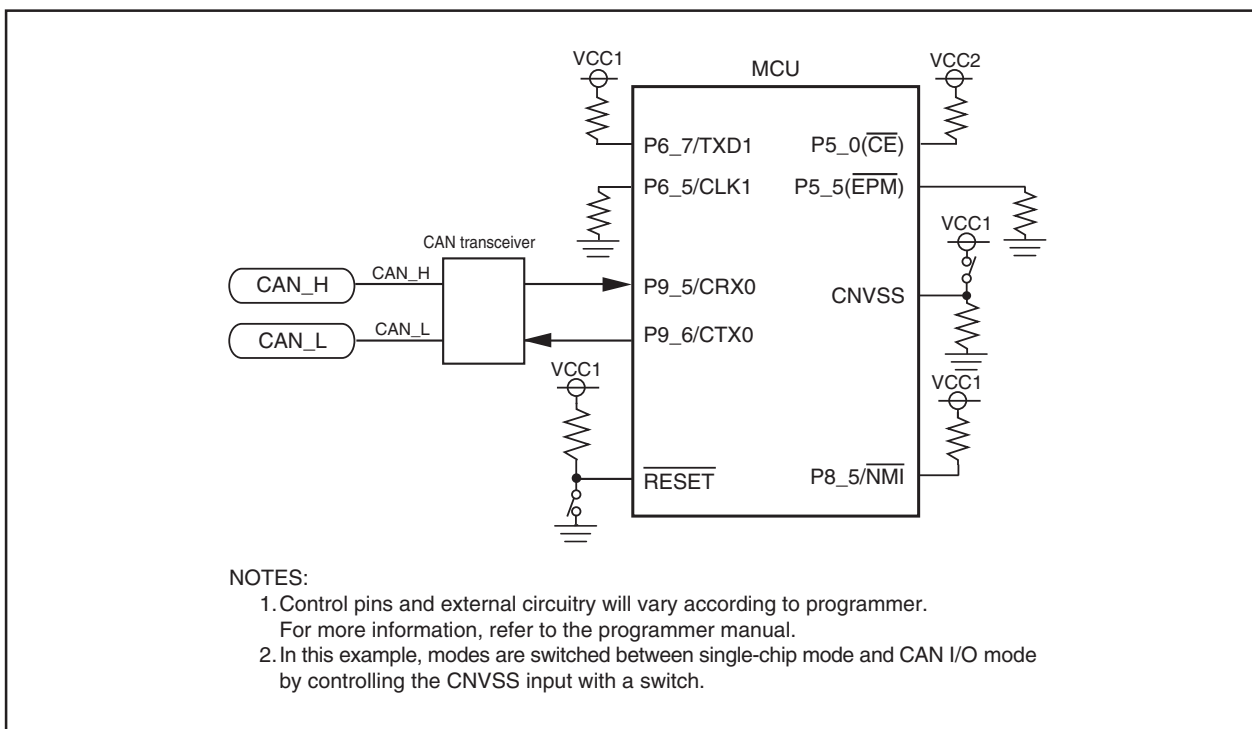 VCC1
MCU
VCC2
P6_7/TXD1
P5_0(CE)
P6_5/CLK1
P5_5(EPM)
VCC1
CAN transceiver
CAN_H
CAN_H
P9_5/CRX0
CNVSS
CAN_L
CAN_L
P9_6/CTX0
VCC1
VCC1
RESET
P8_5/NMI
NOTES:
1. Control pins and external circuitry will vary according to programmer.
For more information, refer to the programmer manual.
2. In this example, modes are switched between single-chip mode and CAN I/O mode
by controlling the CNVSS input with a switch.